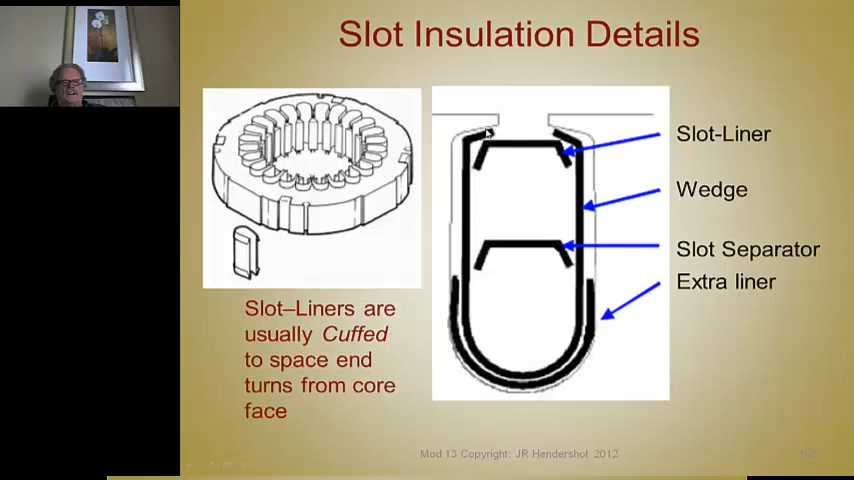 Slot Insulation Details
Slot-Liner
Wedge
Slot Separator
Extra liner
Slot–Liners are
usually Cuffed
to space end
turns from core
face
Mod 13 Copyright: JR Hendershot 2012